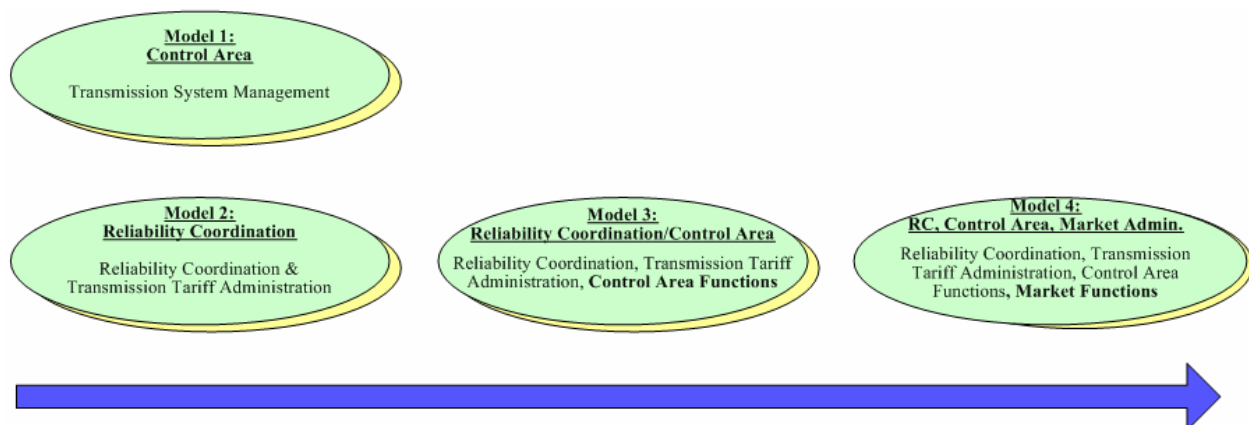 Model 1:
Control Area
Transmission System Management
Model 2:
Reliability Coordination
Reliability Coordination &
Transmission Tariff Administration
Model 3:
Reliability Coordination/Control Area
Reliability Coordination, Transmission Tariff
Administration, Control Area Functions
Model 4:
RC, Control Area, Market Admin.
Reliability Coordination, Transmission
Tariff Administration, Control Area
Functions, Market Functions